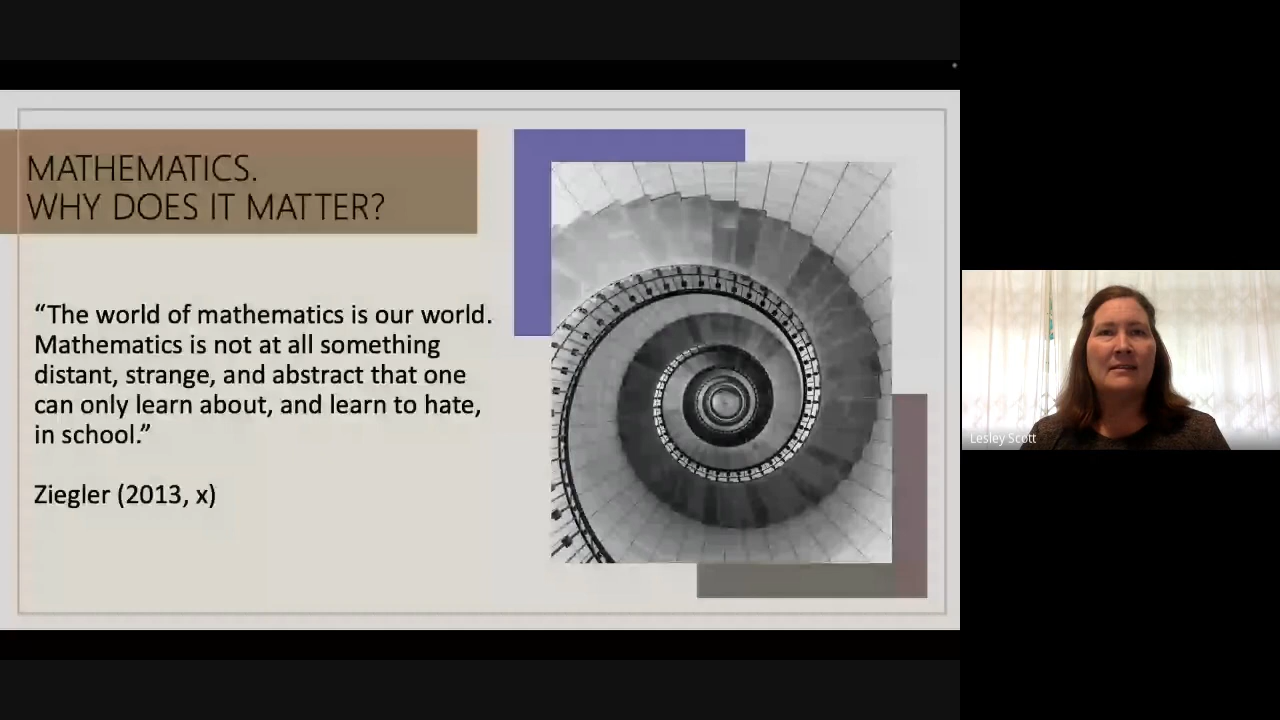 MATHEMATICS.
WHY DOES IT MATTER?
“The world of mathematics is our world.
Mathematics is not at all something
distant, strange, and abstract that one
can only learn about, and learn to hate,
in school.”
Ziegler (2013, x)
Lesley Scott